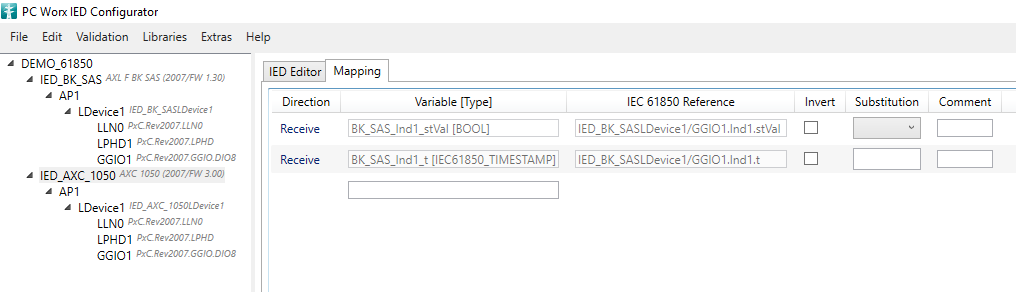 PC Worx IED Configurator
File Edit Validation Libraries Extras Help
DEMO_61850
IED_BK_SAS AXL F BK SAS (2007/FW 1.30)
AP1
LDevice1 IED_BK_SASLDevice1
LLN0 PxC.Rev2007.LLN0
LPHD1 PxC.Rev2007.LPHD
GGIO1 PxC.Rev2007.GGIO.DIO8
IED_AXC_1050 AXC 1050 (2007/FW 3.00)
AP1
LDevice1 IED_AXC_1050LDevice1
LLN0 PxC.Rev2007.LLN0
LPHD1 PxC.Rev2007.LPHD
GGIO1 PxC.Rev2007.GGIO.DIO8
IED Editor Mapping
Direction Variable [Type] IEC 61850 Reference Invert Substitution Comment
Receive BK_SAS_Ind1_stVal [BOOL] IED_BK_SASLDevice1/GGIO1.Ind1.stVal
Receive BK_SAS_Ind1_t [IEC61850_TIMESTAMP] IED_BK_SASLDevice1/GGIO1.Ind1.t